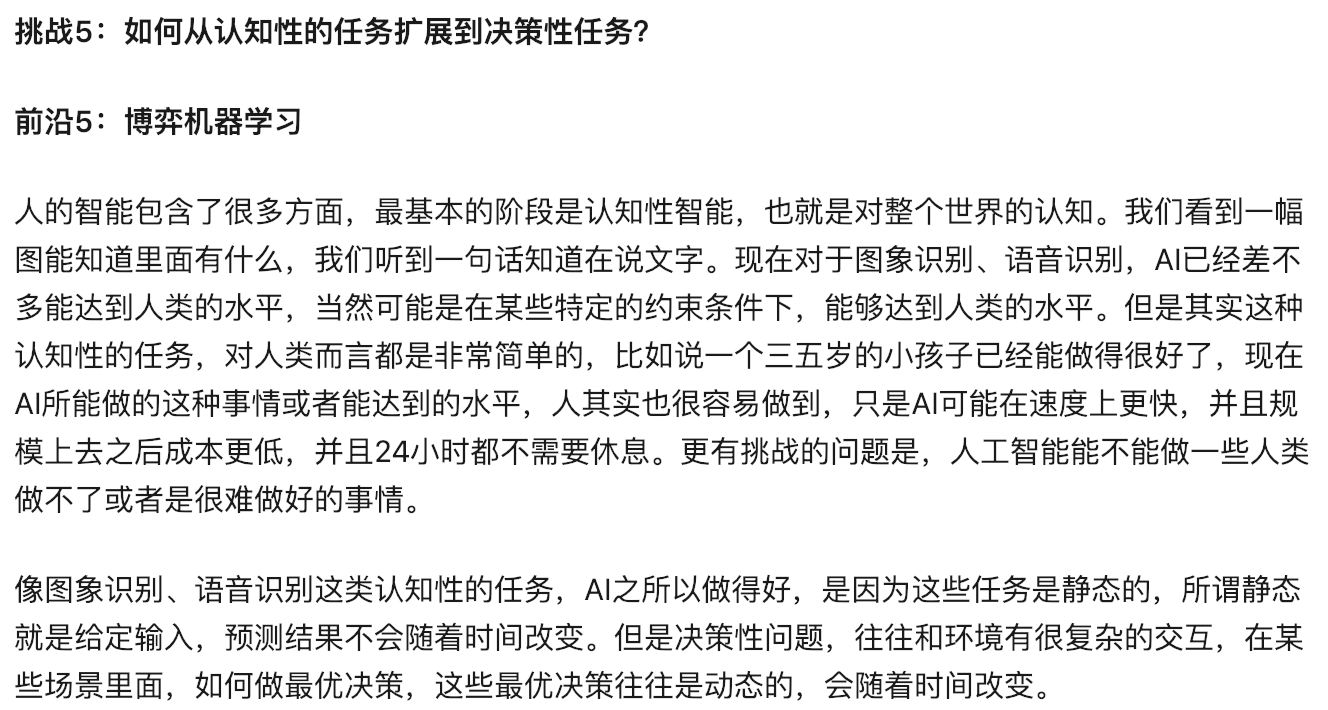 挑战5：如何从认知性的任务扩展到决策性任务？
前沿5：博弈机器学习
人的智能包含了很多方面，最基本的阶段是认知性智能，也就是对整个世界的认知。我们看到一幅
图能知道里面有什么，我们听到一句话知道在说文字。现在对于图象识别、语音识别，AI已经差不
多能达到人类的水平，当然可能是在某些特定的约束条件下，能够达到人类的水平。但是其实这种
认知性的任务，对人类而言都是非常简单的，比如说一个三五岁的小孩子已经能做得很好了，现在
AI所能做的这种事情或者能达到的水平，人其实也很容易做到，只是AI可能在速度上更快，并且规
模上去之后成本更低，并且24小时都不需要休息。更有挑战的问题是，人工智能能不能做一些人类
做不了或者是很难做好的事情。
像图象识别、语音识别这类认知性的任务，AI之所以做得好，是因为这些任务是静态的，所谓静态
就是给定输入，预测结果不会随着时间改变。但是决策性问题，往往和环境有很复杂的交互，在某
些场景里面，如何做最优决策，这些最优决策往往是动态的，会随着时间改变。